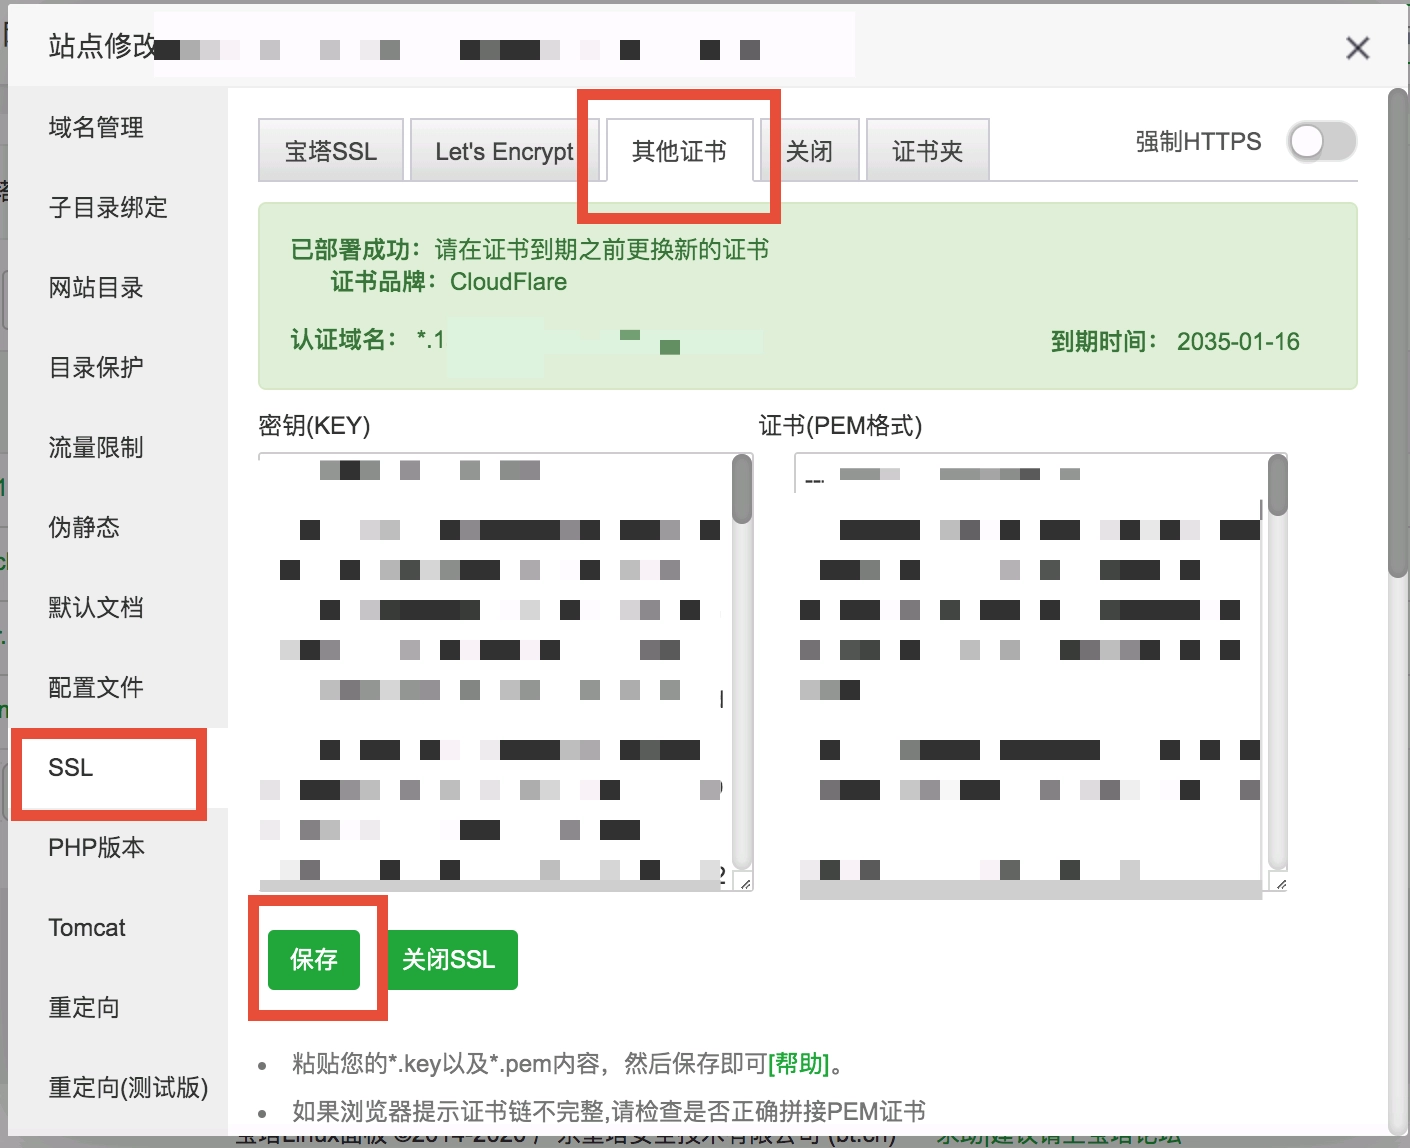 站点修改
域名管理
子目录绑定
网站目录
目录保护
流量限制
伪静态
默认文档
配置文件
SSL
PHP版本
Tomcat
重定向
重定向(测试版)
宝塔SSL
Let's Encrypt
其他证书
关闭
证书夹
强制HTTPS
已部署成功：请在证书到期之前更换新的证书
证书品牌：CloudFlare
认证域名： *.1
到期时间： 2035-01-16
密钥(KEY)
证书(PEM格式)
保存
关闭SSL
粘贴您的*.key以及*.pem内容，然后保存即可[帮助]。
如果浏览器提示证书链不完整,请检查是否正确拼接PEM证书